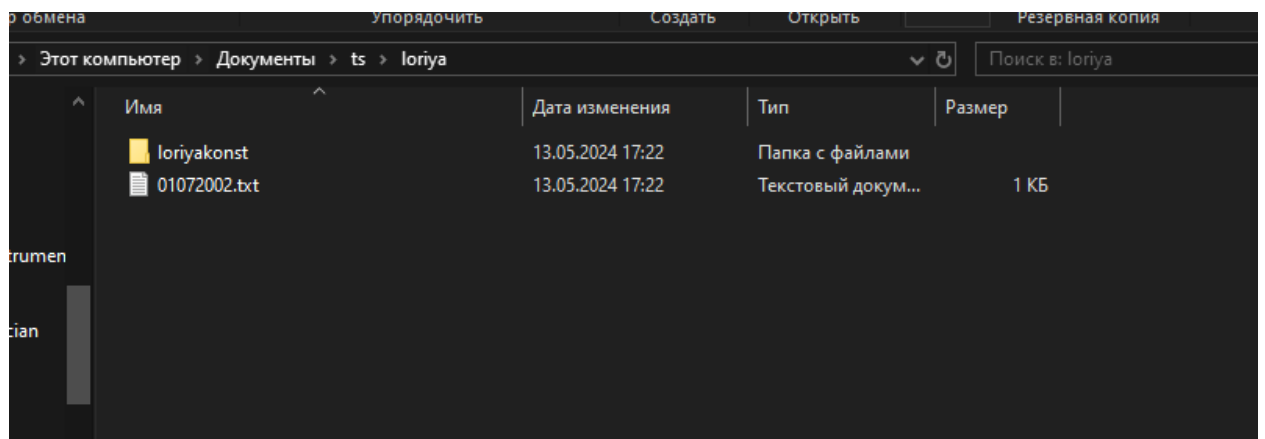 о обмена Упорядочить Создать Открыть Резервная копия
> Этот компьютер > Документы > ts > loriya Поиск в: loriya
Имя Дата изменения Тип Размер
loriyakonst 13.05.2024 17:22 Папка с файлами
01072002.txt 13.05.2024 17:22 Текстовый докум... 1 КБ
trumen
cian